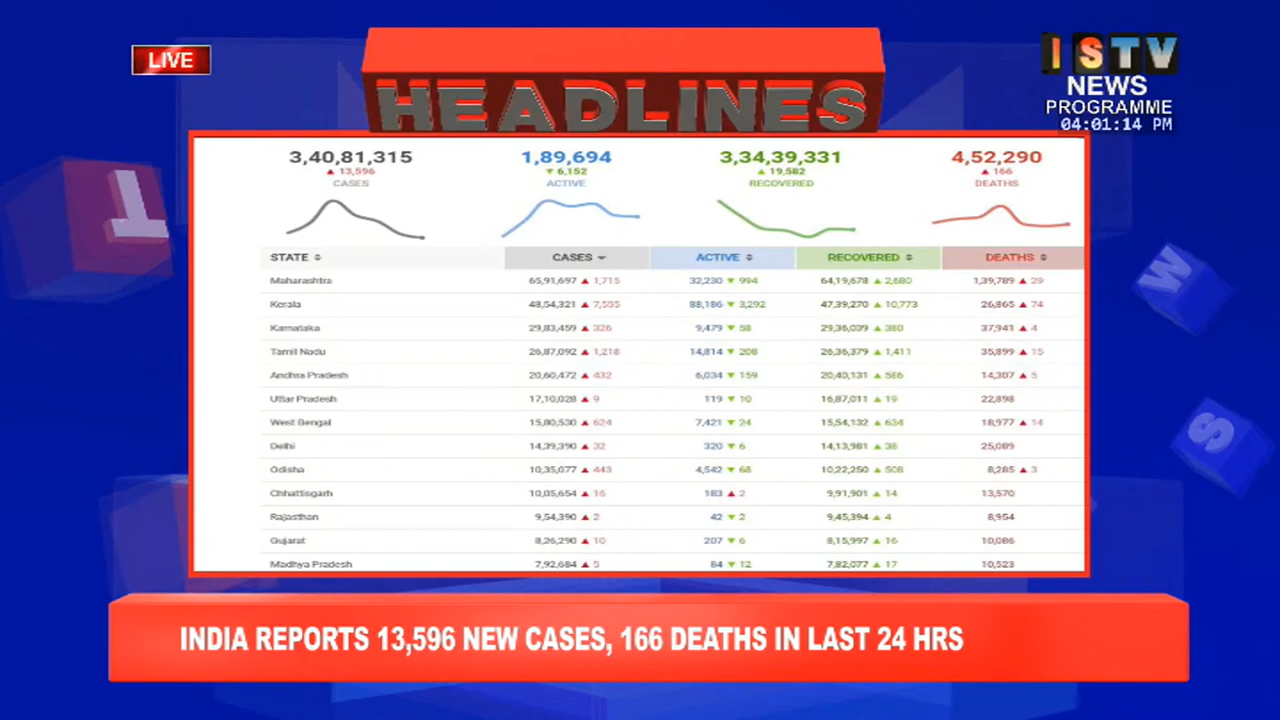 LIVE
HEADLINES
ISTV
NEWS
PROGRAMME
04:01:14 PM
T
W
S
3,40,81,315 1,89,694 3,34,39,331 4,52,290
▲ 13,596 ▼ 6,152 ▲ 19,582 ▲ 166
CASES ACTIVE RECOVERED DEATHS
STATE CASES ACTIVE RECOVERED DEATHS
Maharashtra 65,91,697 ▲ 1,715 32,230 ▼ 994 64,19,678 ▲ 2,680 1,39,789 ▲ 29
Kerala 48,54,321 ▲ 7,555 88,186 ▼ 3,292 47,39,270 ▲ 10,773 26,865 ▲ 74
Karnataka 29,83,459 ▲ 326 9,479 ▼ 58 29,36,039 ▲ 380 37,941 ▲ 4
Tamil Nadu 26,87,092 ▲ 1,218 14,814 ▼ 208 26,36,379 ▲ 1,411 35,899 ▲ 15
Andhra Pradesh 20,60,472 ▲ 432 6,034 ▼ 159 20,40,131 ▲ 586 14,307 ▲ 5
Uttar Pradesh 17,10,028 ▲ 9 119 ▼ 10 16,87,011 ▲ 19 22,898
West Bengal 15,80,530 ▲ 624 7,421 ▼ 24 15,54,132 ▲ 634 18,977 ▲ 14
Delhi 14,39,390 ▲ 32 320 ▼ 6 14,13,981 ▲ 38 25,089
Odisha 10,35,077 ▲ 443 4,542 ▼ 68 10,22,250 ▲ 508 8,285 ▲ 3
Chhattisgarh 10,05,654 ▲ 16 183 ▲ 2 9,91,901 ▲ 14 13,570
Rajasthan 9,54,390 ▲ 2 42 ▼ 2 9,45,394 ▲ 4 8,954
Gujarat 8,26,290 ▲ 10 207 ▼ 6 8,15,997 ▲ 16 10,086
Madhya Pradesh 7,92,684 ▲ 5 84 ▼ 12 7,82,077 ▲ 17 10,523
INDIA REPORTS 13,596 NEW CASES, 166 DEATHS IN LAST 24 HRS